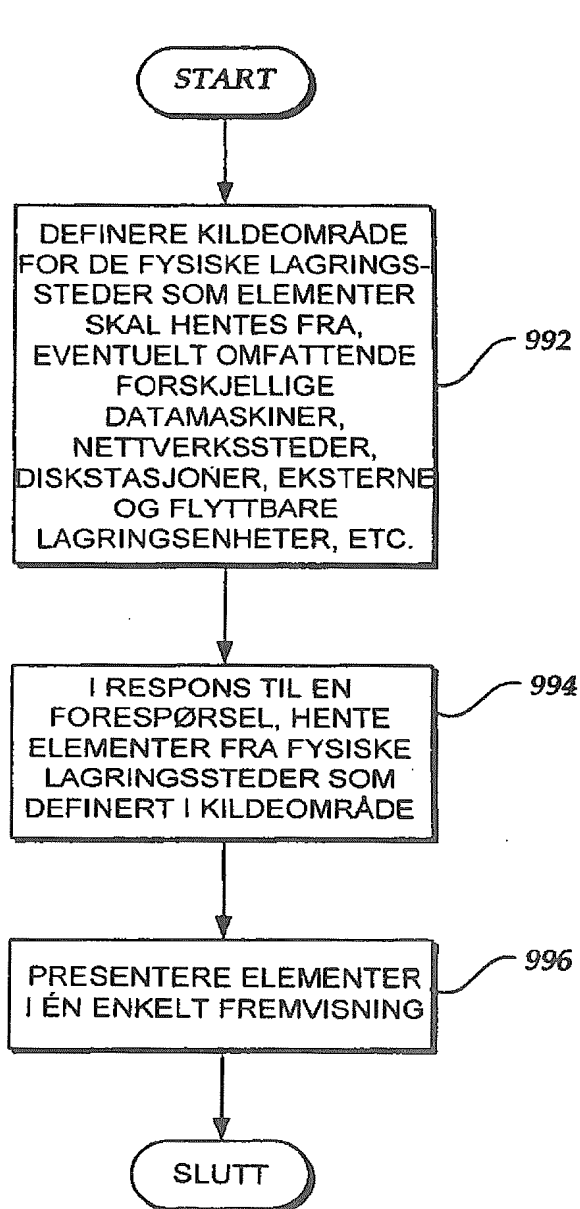 START
DEFINERE KILDEOMRÅDE
FOR DE FYSISKE LAGRINGS-
STEDER SOM ELEMENTER
SKAL HENTES FRA,
EVENTUELT OMFATTENDE
FORSKJELLIGE
DATAMASKINER,
NETTVERKSSTEDER,
DISKSTASJONER, EKSTERNE
OG FLYTTBARE
LAGRINGSENHETER, ETC.
992
I RESPONS TIL EN
FORESPØRSEL, HENTE
ELEMENTER FRA FYSISKE
LAGRINGSSTEDER SOM
DEFINERT I KILDEOMRÅDE
994
PRESENTERE ELEMENTER
I ÉN ENKELT FREMVISNING
996
SLUTT